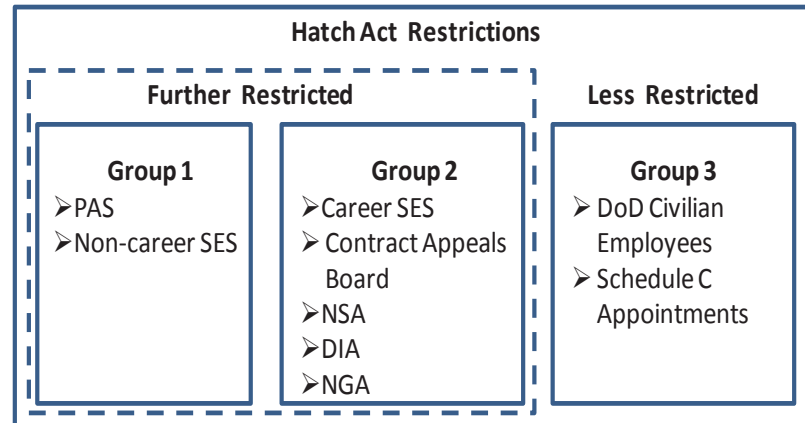 Hatch Act Restrictions
Further Restricted
Less Restricted
Group 1
➢PAS
➢Non-career SES
Group 2
➢Career SES
➢ Contract Appeals
Board
➢NSA
➢DIA
➢NGA
Group 3
➢ DoD Civilian
Employees
➢ Schedule C
Appointments